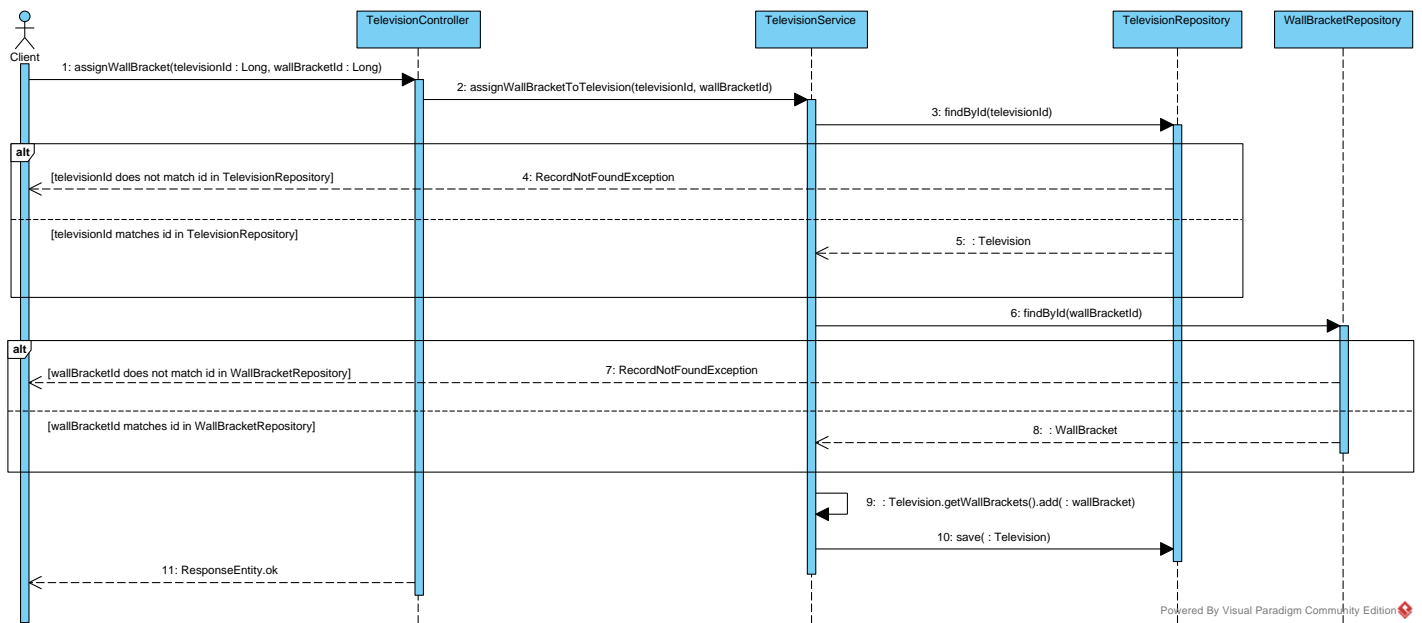 TelevisionController
TelevisionService
TelevisionRepository
WallBracketRepository
Client
1: assignWallBracket(televisionId : Long, wallBracketId : Long)
2: assignWallBracketToTelevision(televisionId, wallBracketId)
3: findById(televisionId)
alt
[televisionId does not match id in TelevisionRepository]
4: RecordNotFoundException
[televisionId matches id in TelevisionRepository]
5: : Television
6: findById(wallBracketId)
alt
[wallBracketId does not match id in WallBracketRepository]
7: RecordNotFoundException
[wallBracketId matches id in WallBracketRepository]
8: : WallBracket
9: : Television.getWallBrackets().add( : wallBracket)
10: save( : Television)
11: ResponseEntity.ok
Powered By Visual Paradigm Community Edition